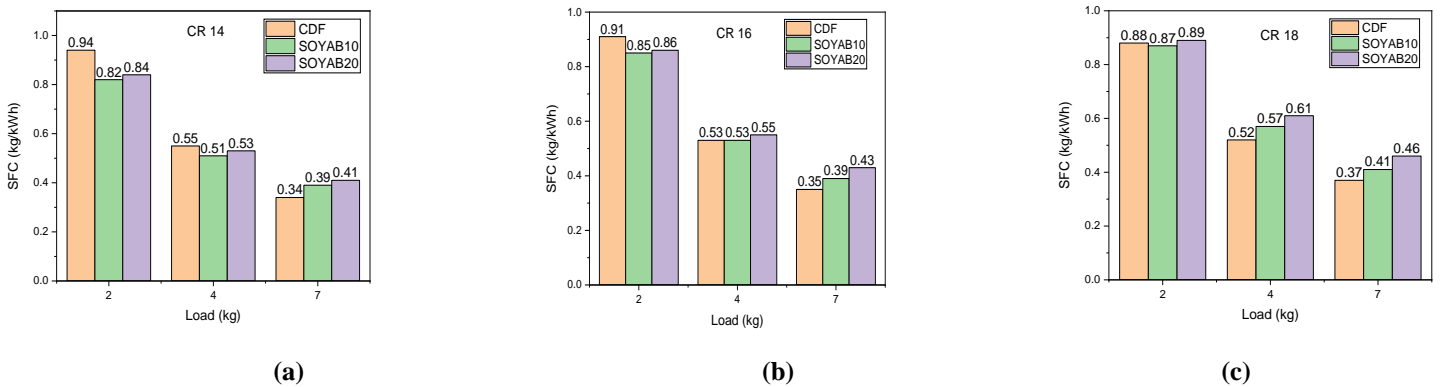 CR 14
CDF
SOYAB10
SOYAB20
1.0
0.8
0.6
0.4
0.2
0.0
SFC (kg/kWh)
0.94
0.82
0.84
0.55
0.51
0.53
0.34
0.39
0.41
2
4
7
Load (kg)
(a)
CR 16
CDF
SOYAB10
SOYAB20
1.0
0.8
0.6
0.4
0.2
0.0
SFC (kg/kWh)
0.91
0.85
0.86
0.53
0.53
0.55
0.35
0.39
0.43
2
4
7
Load (kg)
(b)
CR 18
CDF
SOYAB10
SOYAB20
1.0
0.8
0.6
0.4
0.2
0.0
SFC (kg/kWh)
0.88
0.87
0.89
0.52
0.57
0.61
0.37
0.41
0.46
2
4
7
Load (kg)
(c)